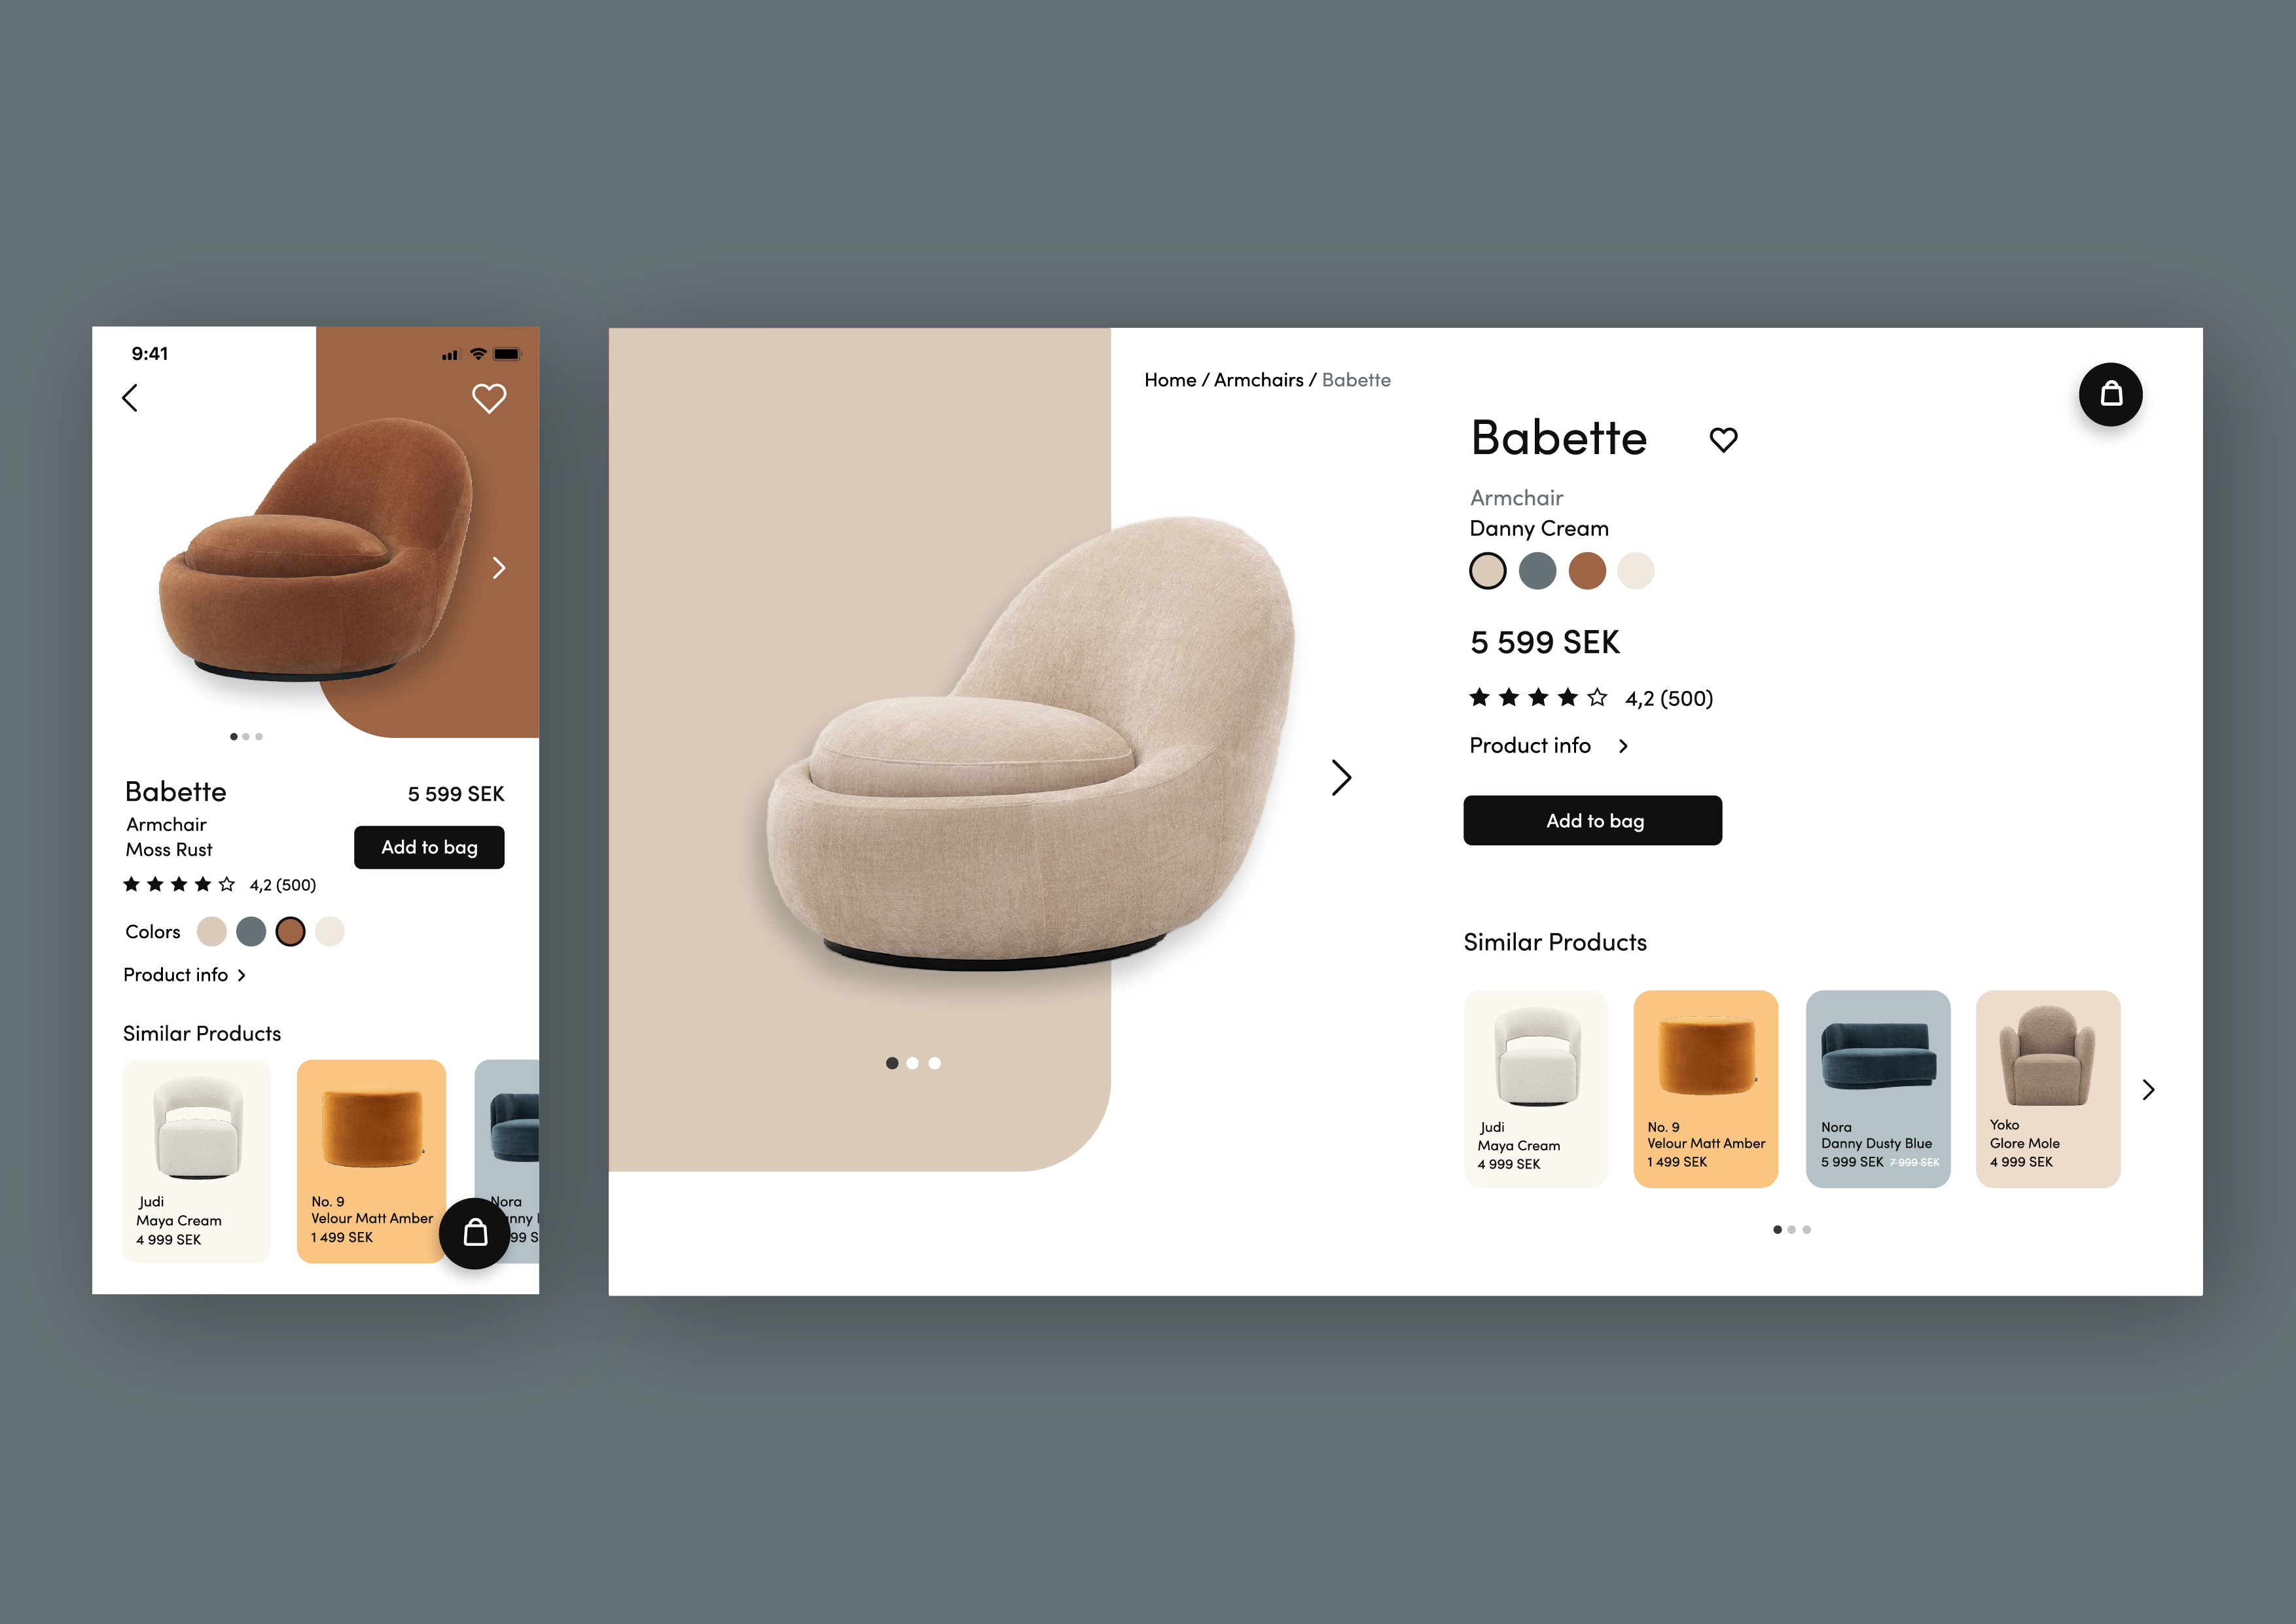 9:41
Babette
5 599 SEK
Armchair
Moss Rust
Add to bag
4,2 (500)
Colors
Product info
Similar Products
Judi
Maya Cream
4 999 SEK
No. 9
Velour Matt Amber
1 499 SEK
Nora
nny
99 S
Home / Armchairs / Babette
Babette
Armchair
Danny Cream
5 599 SEK
4,2 (500)
Product info
Add to bag
Similar Products
Judi
Maya Cream
4 999 SEK
No. 9
Velour Matt Amber
1 499 SEK
Nora
Danny Dusty Blue
5 999 SEK 7 999 SEK
Yoko
Glore Mole
4 999 SEK